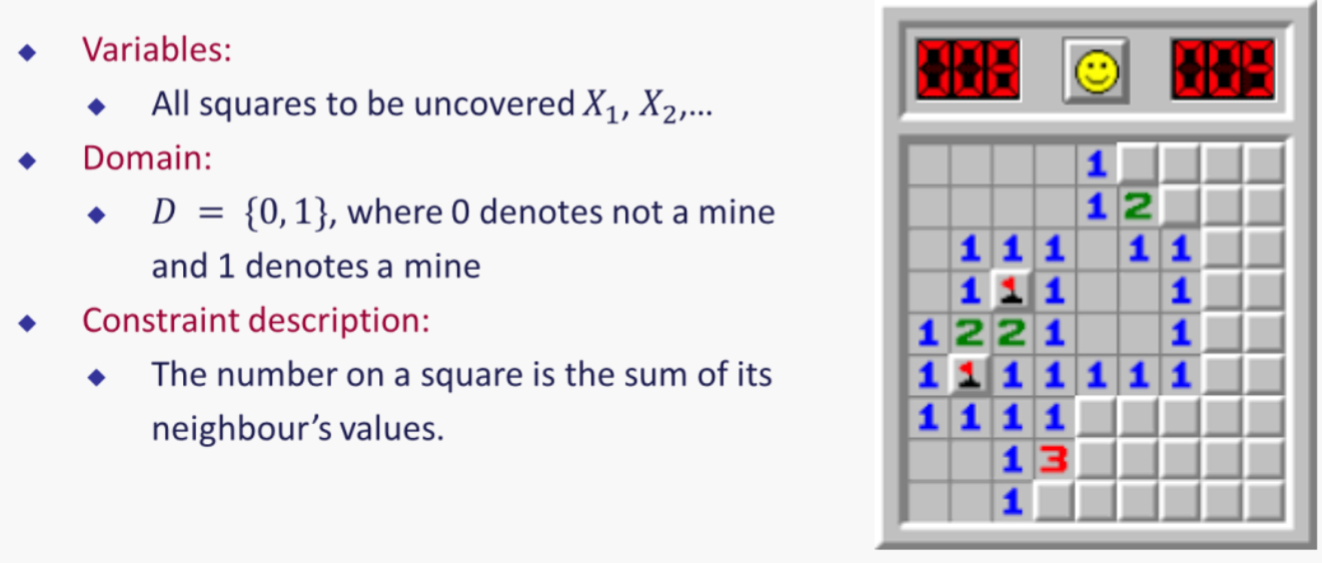 Variables:
All squares to be uncovered X₁, X₂,...
Domain:
D = {0, 1}, where 0 denotes not a mine
and 1 denotes a mine
Constraint description:
The number on a square is the sum of its
neighbour's values.
1
1 2
1 1 1 1 1
1 1 1
1 2 2 1 1
1 1 1 1 1 1
1 1 1 1
1 3
1